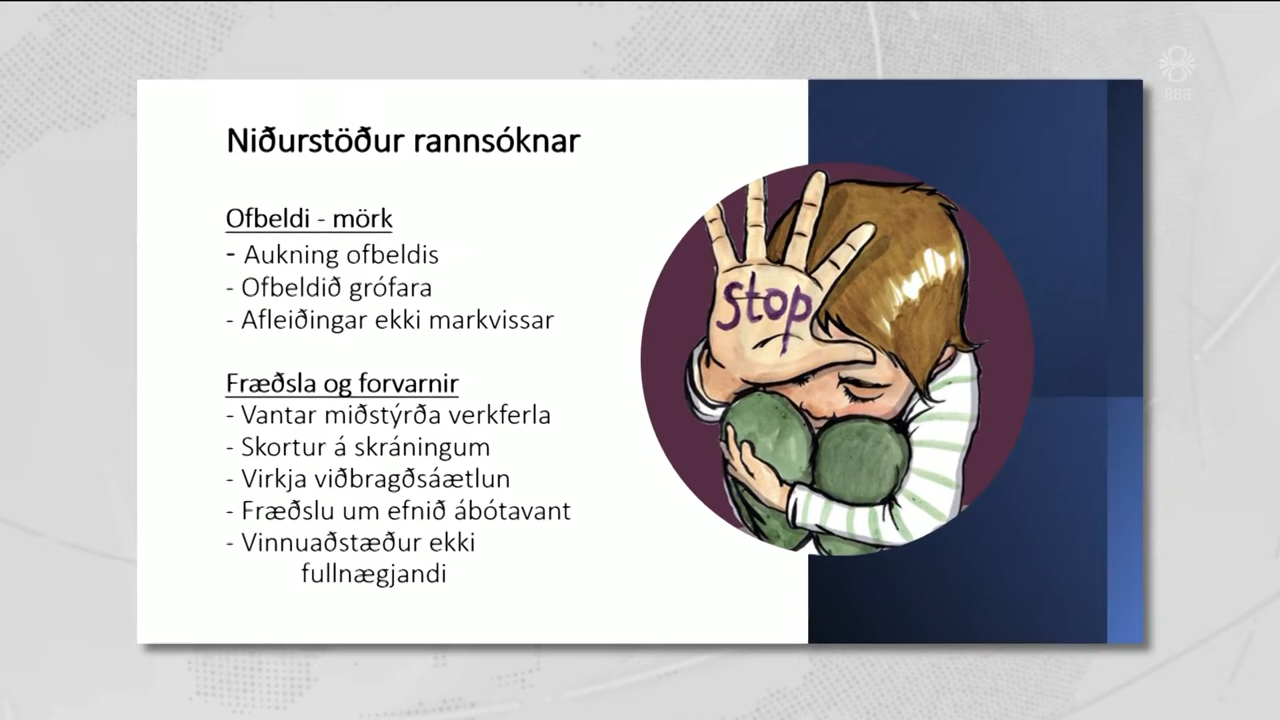 888
Niðurstöður rannsóknar
Ofbeldi - mörk
- Aukning ofbeldis
- Ofbeldið grófara
- Afleiðingar ekki markvissar
Fræðsla og forvarnir
- Vantar miðstýrða verkferla
- Skortur á skráningum
- Virkja viðbragðsáætlun
- Fræðslu um efnið ábótavant
- Vinnuaðstæður ekki
fullnægjandi
stop